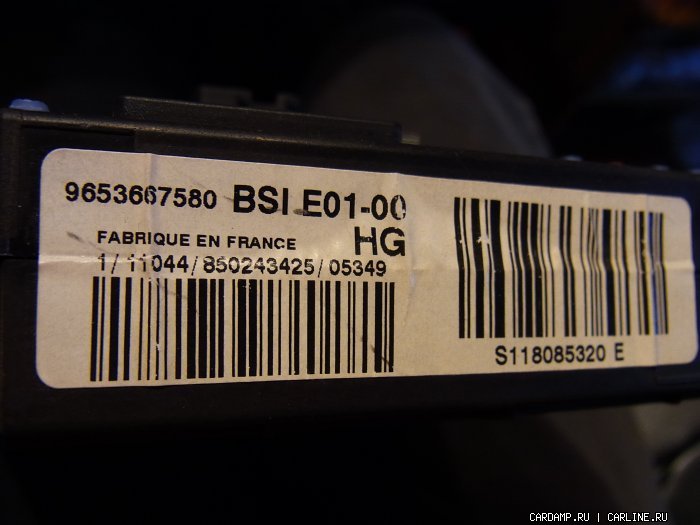 9653667580 BSI E01-00
FABRIQUE EN FRANCE HG
1/11044/850243425/05349
S118085320 E
CARDAMP.RU | CARLINE.RU